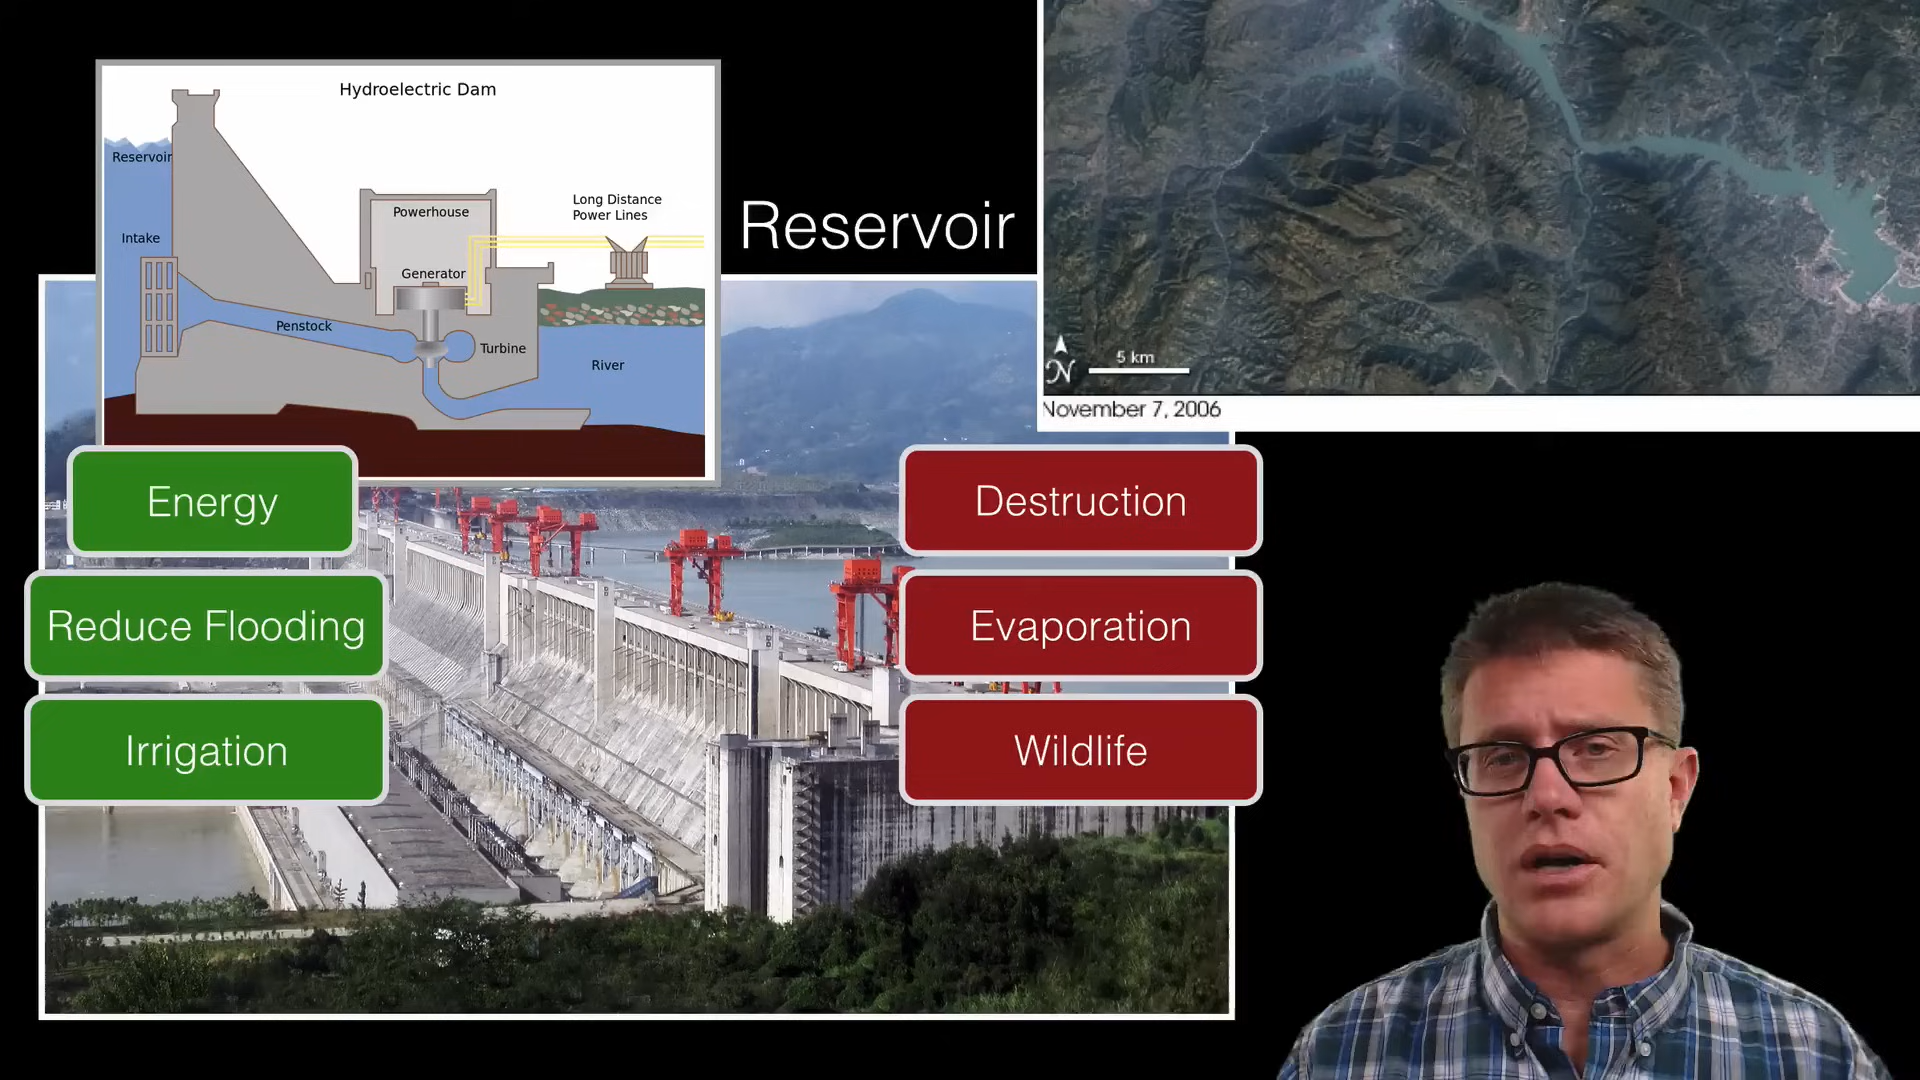 Hydroelectric Dam
Reservoir
Intake
Powerhouse
Generator
Long Distance
Power Lines
Penstock
Turbine
River
Reservoir
5 km
N
November 7, 2006
Energy
Reduce Flooding
Irrigation
Destruction
Evaporation
Wildlife